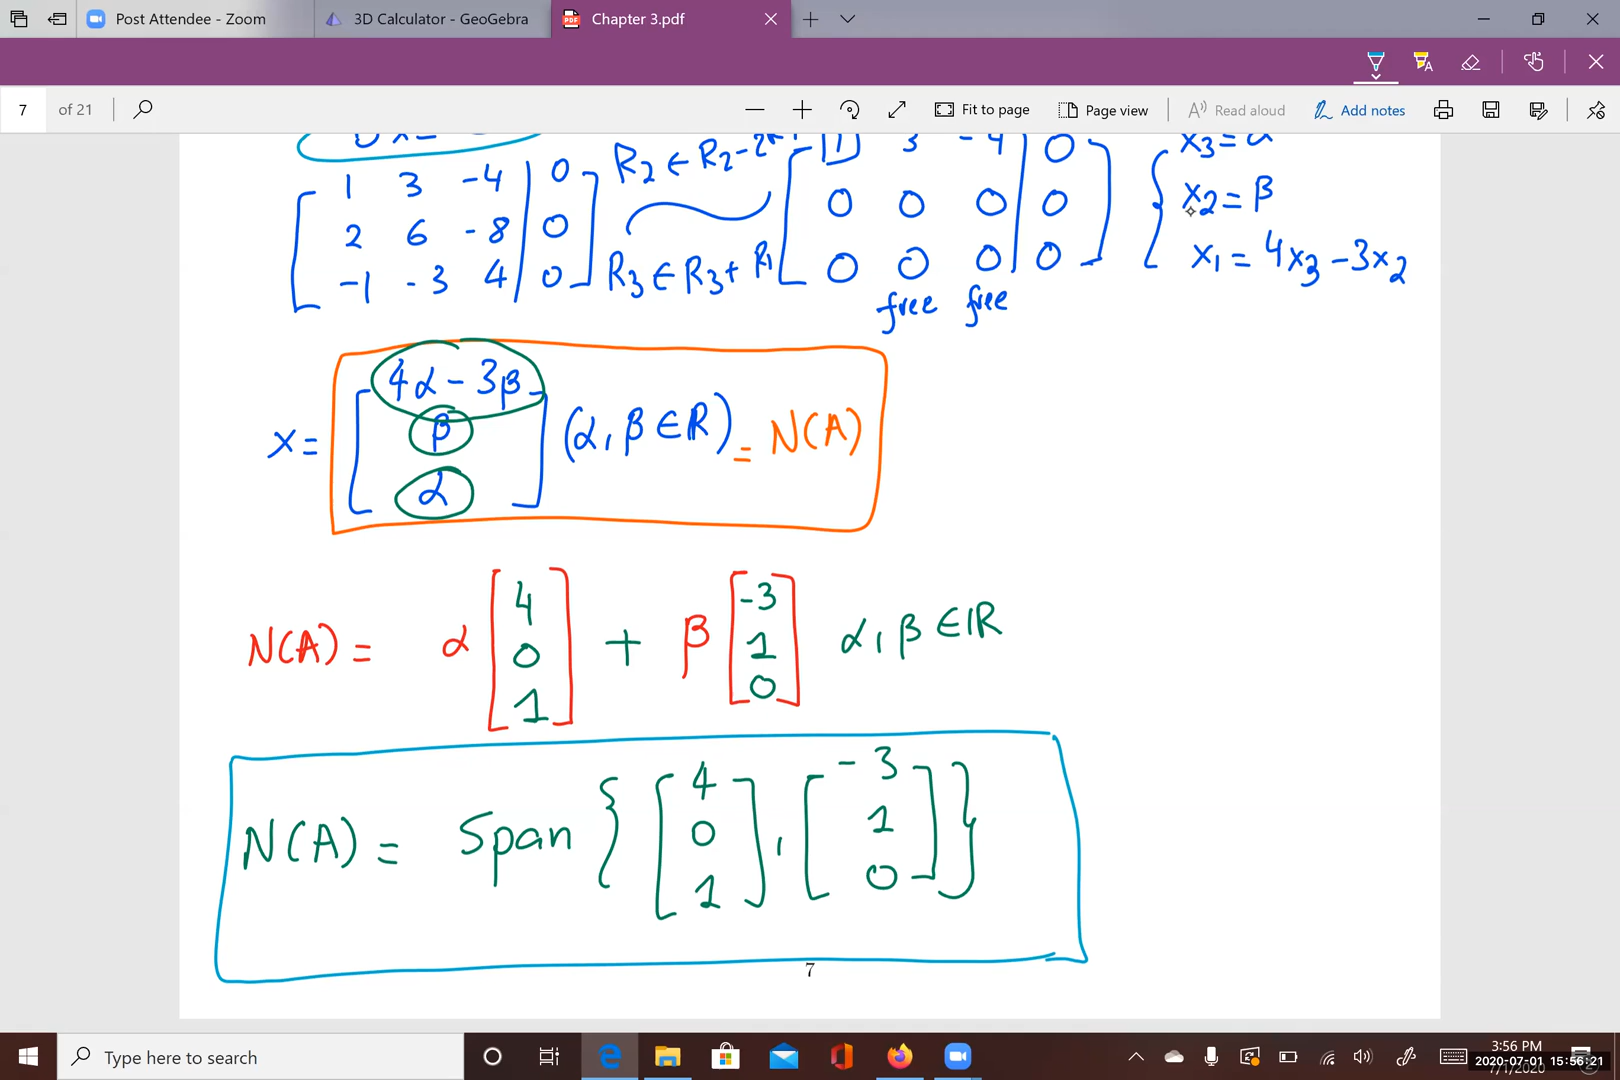 Post Attendee - Zoom
3D Calculator - GeoGebra
Chapter 3.pdf
7 of 21
Fit to page
Page view
Read aloud
Add notes
1 3 -4 | 0
2 6 -8 | 0
-1 -3 4 | 0
R2 ← R2 - 2R1
R3 ← R3 + R1
1 3 -4 | 0
0 0 0 | 0
0 0 0 | 0
free free
x3 = α
x2 = β
x1 = 4x3 - 3x2
x = [4α - 3β
β
α] (α, β ∈ ℝ) = N(A)
N(A) = α [4 0 1] + β [-3 1 0] α, β ∈ ℝ
N(A) = Span { [4 0 1], [-3 1 0] }
7
Type here to search
3:56 PM
7/1/2020
2020-07-01 15:56:21